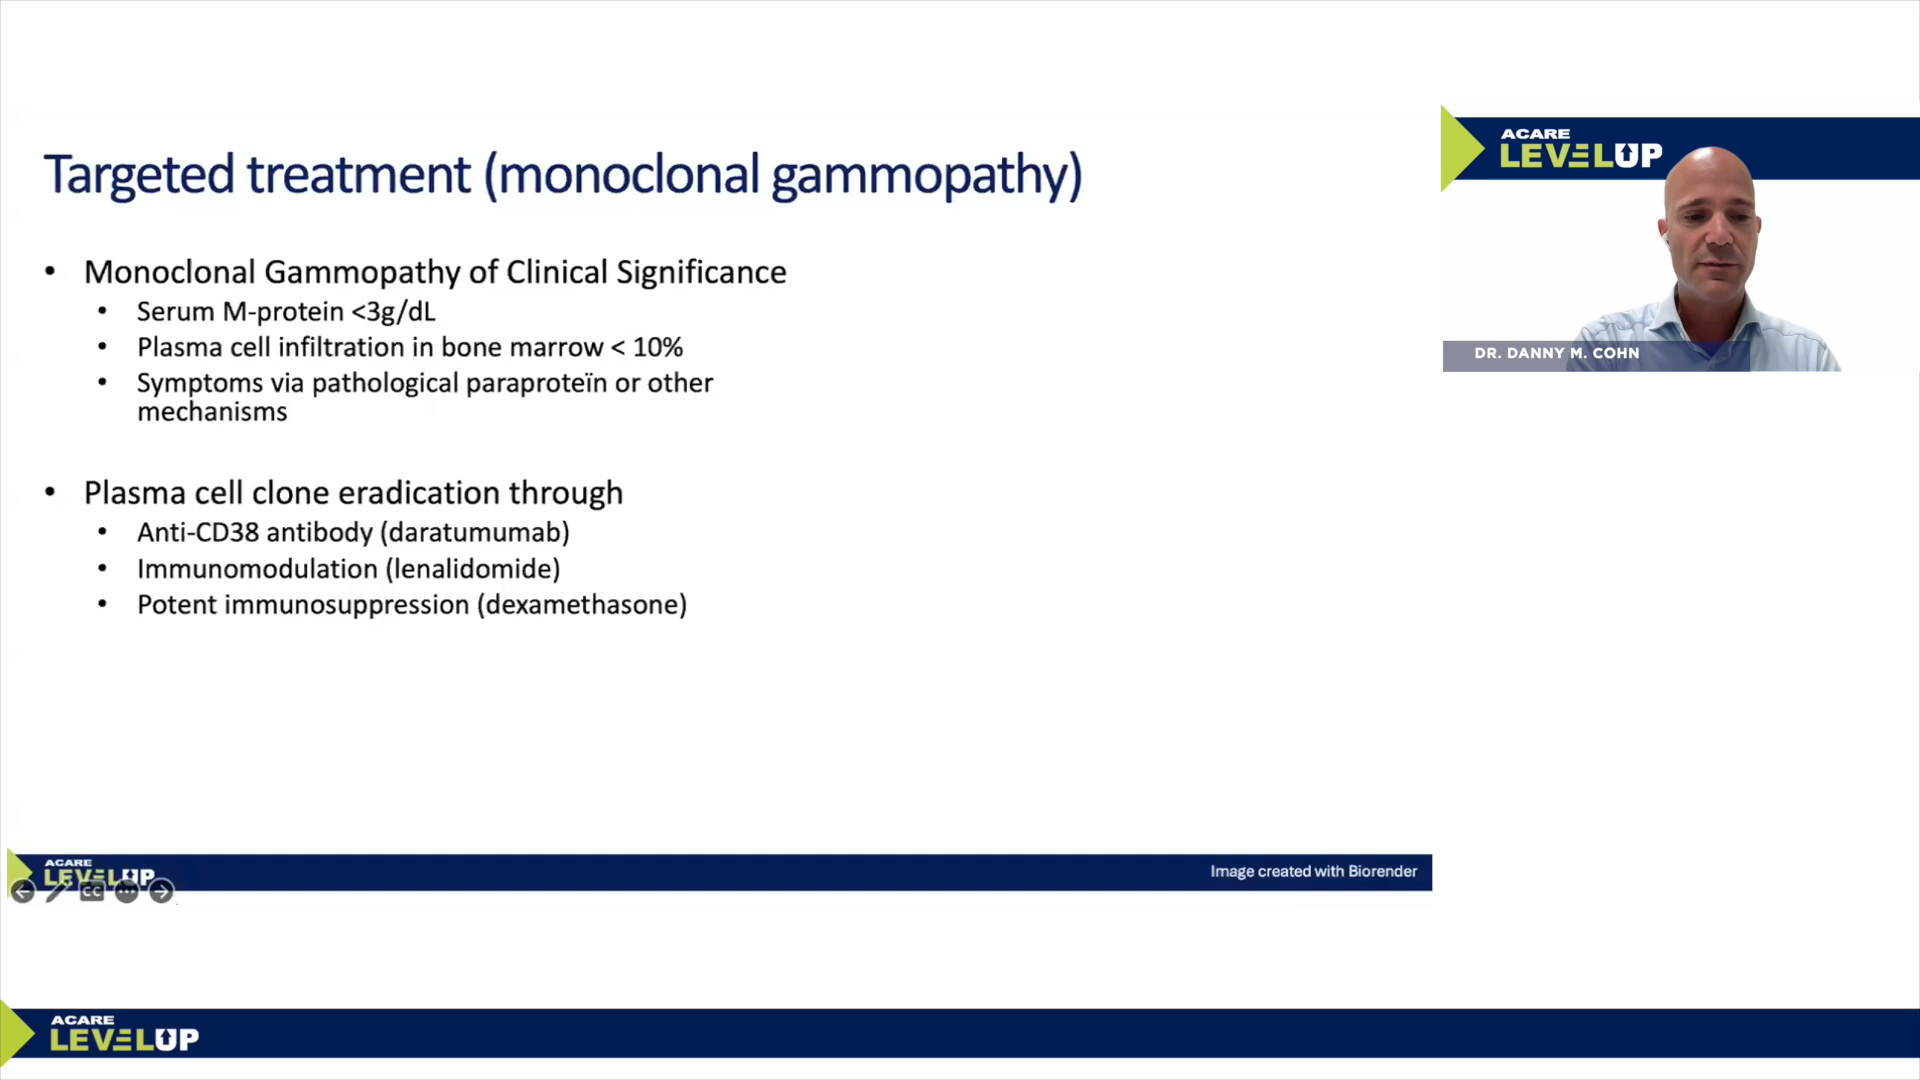 Targeted treatment (monoclonal gammopathy)
• Monoclonal Gammopathy of Clinical Significance
• Serum M-protein <3g/dL
• Plasma cell infiltration in bone marrow < 10%
• Symptoms via pathological paraproteïn or other
mechanisms
• Plasma cell clone eradication through
• Anti-CD38 antibody (daratumumab)
• Immunomodulation (lenalidomide)
• Potent immunosuppression (dexamethasone)
ACARE
LEVELUP
DR. DANNY M. COHN
ACARE
LEVELUP
CC
Image created with Biorender
ACARE
LEVELUP